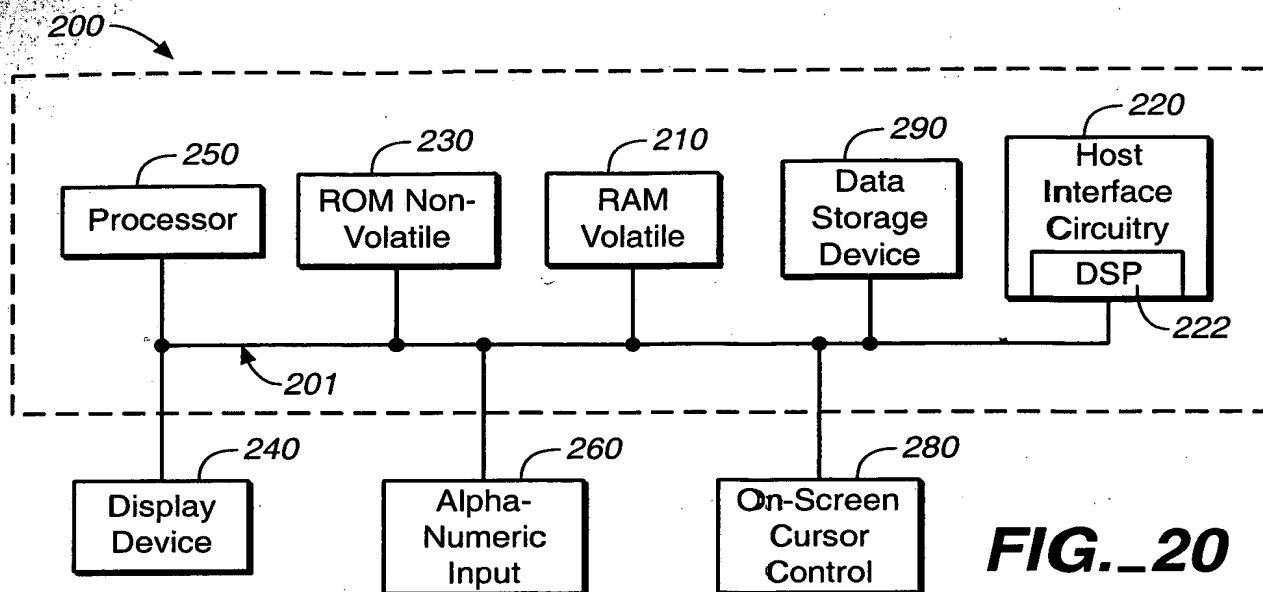 200
250
Processor
230
ROM Non-
Volatile
210
RAM
Volatile
290
Data
Storage
Device
220
Host
Interface
Circuitry
DSP
222
201
240
Display
Device
260
Alpha-
Numeric
Input
280
On-Screen
Cursor
Control
FIG._20